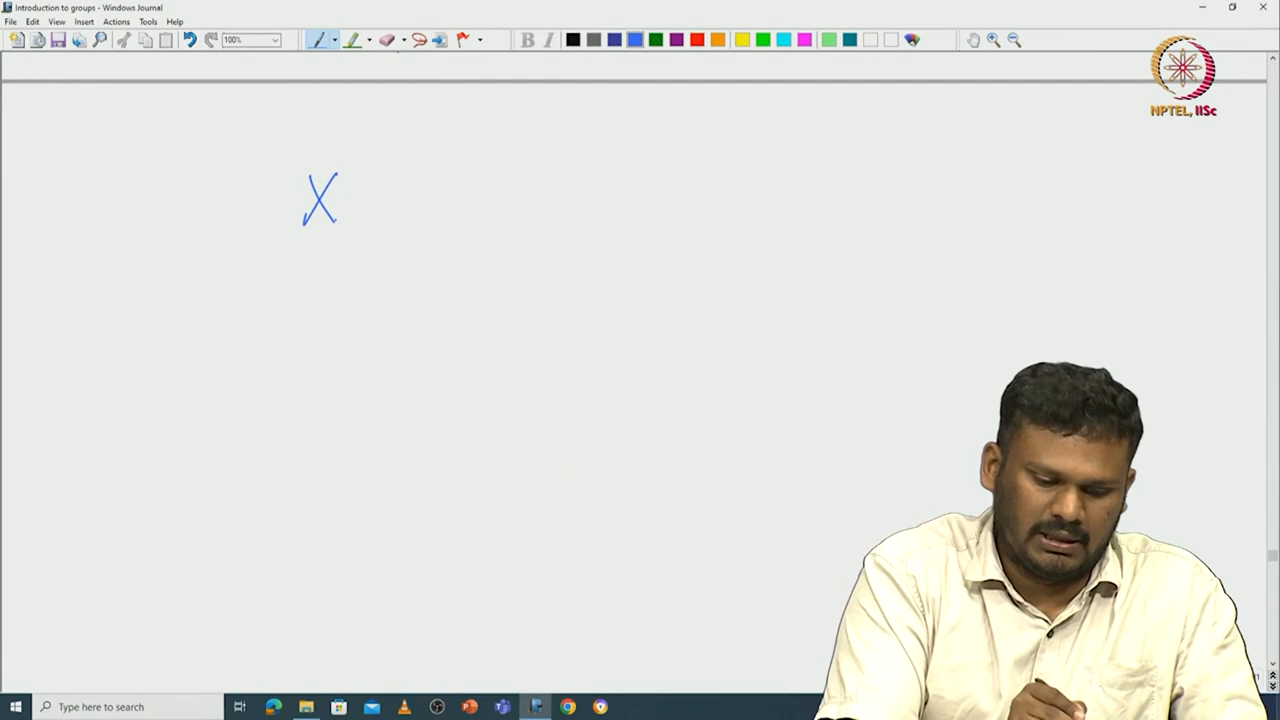 Introduction to groups - Windows Journal
File Edit View Insert Actions Tools Help
100%
B I
NPTEL, IISc
X
Type here to search